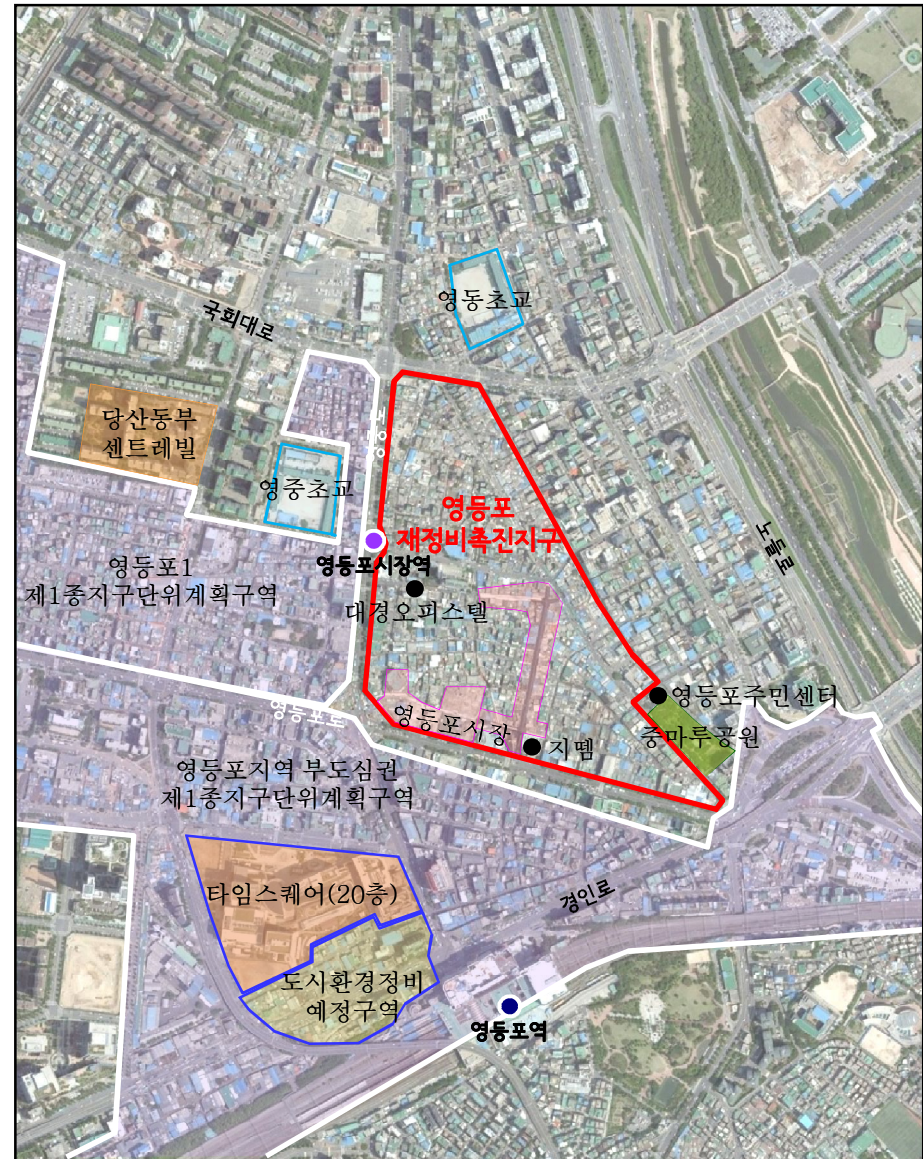 영동초교
국회대로
당산동부
센트레빌
영중초교
영등포
재정비촉진지구
노들로
영등포시장역
영등포1
제1종지구단위계획구역
대경오피스텔
영등포주민센터
영등포로
영등포시장
중마루공원
지뗌
영등포지역 부도심권
제1종지구단위계획구역
타임스퀘어(20층)
경인로
도시환경정비
예정구역
영등포역